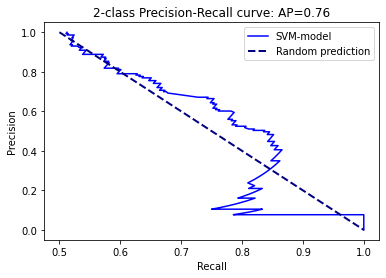 2-class Precision-Recall curve: AP=0.76
SVM-model
Random prediction
Precision
1.0
0.8
0.6
0.4
0.2
0.0
0.5 0.6 0.7 0.8 0.9 1.0
Recall